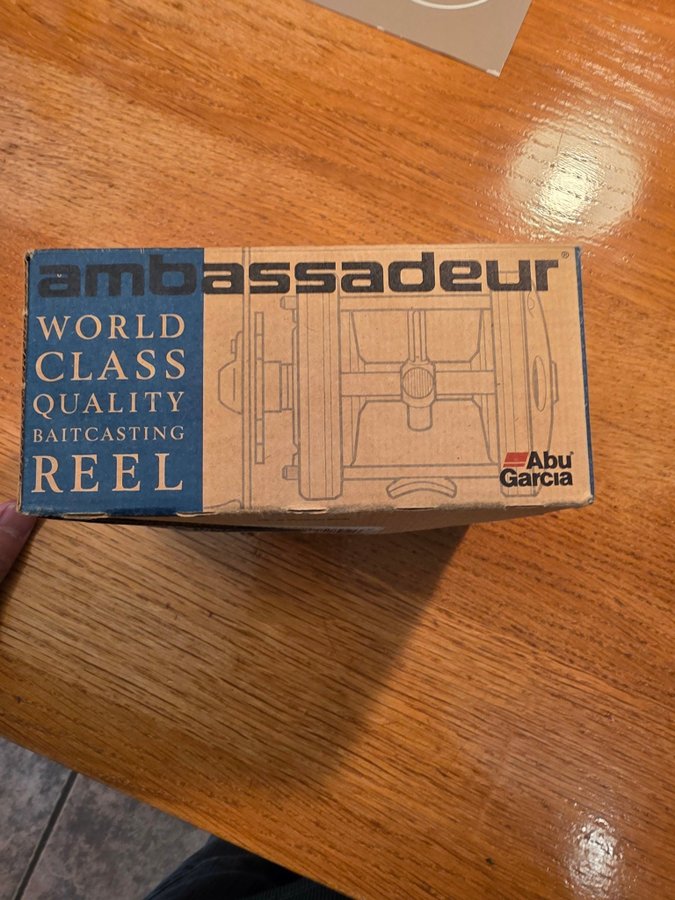 ambassadeur®
WORLD
CLASS
QUALITY
BAITCASTING
REEL
Abu
Garcia